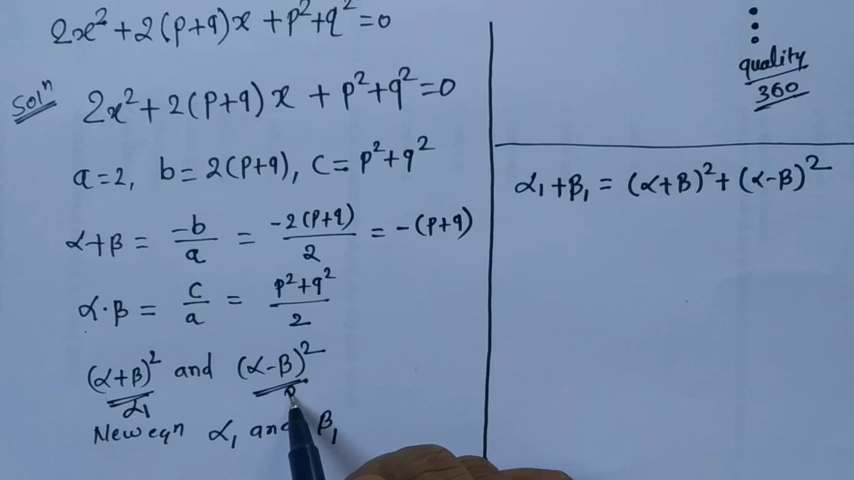 2x²+2(p+q)x+p²+q²=0
Solⁿ
2x²+2(p+q)x+p²+q²=0
a=2, b=2(p+q), c=p²+q²
α+β = -b/a = -2(p+q)/2 = -(p+q)
α·β = c/a = p²+q²/2
(α+β)² and (α-β)²
α₁
New eqn α₁ and β₁
quality
360
α₁+β₁ = (α+β)²+(α-β)²